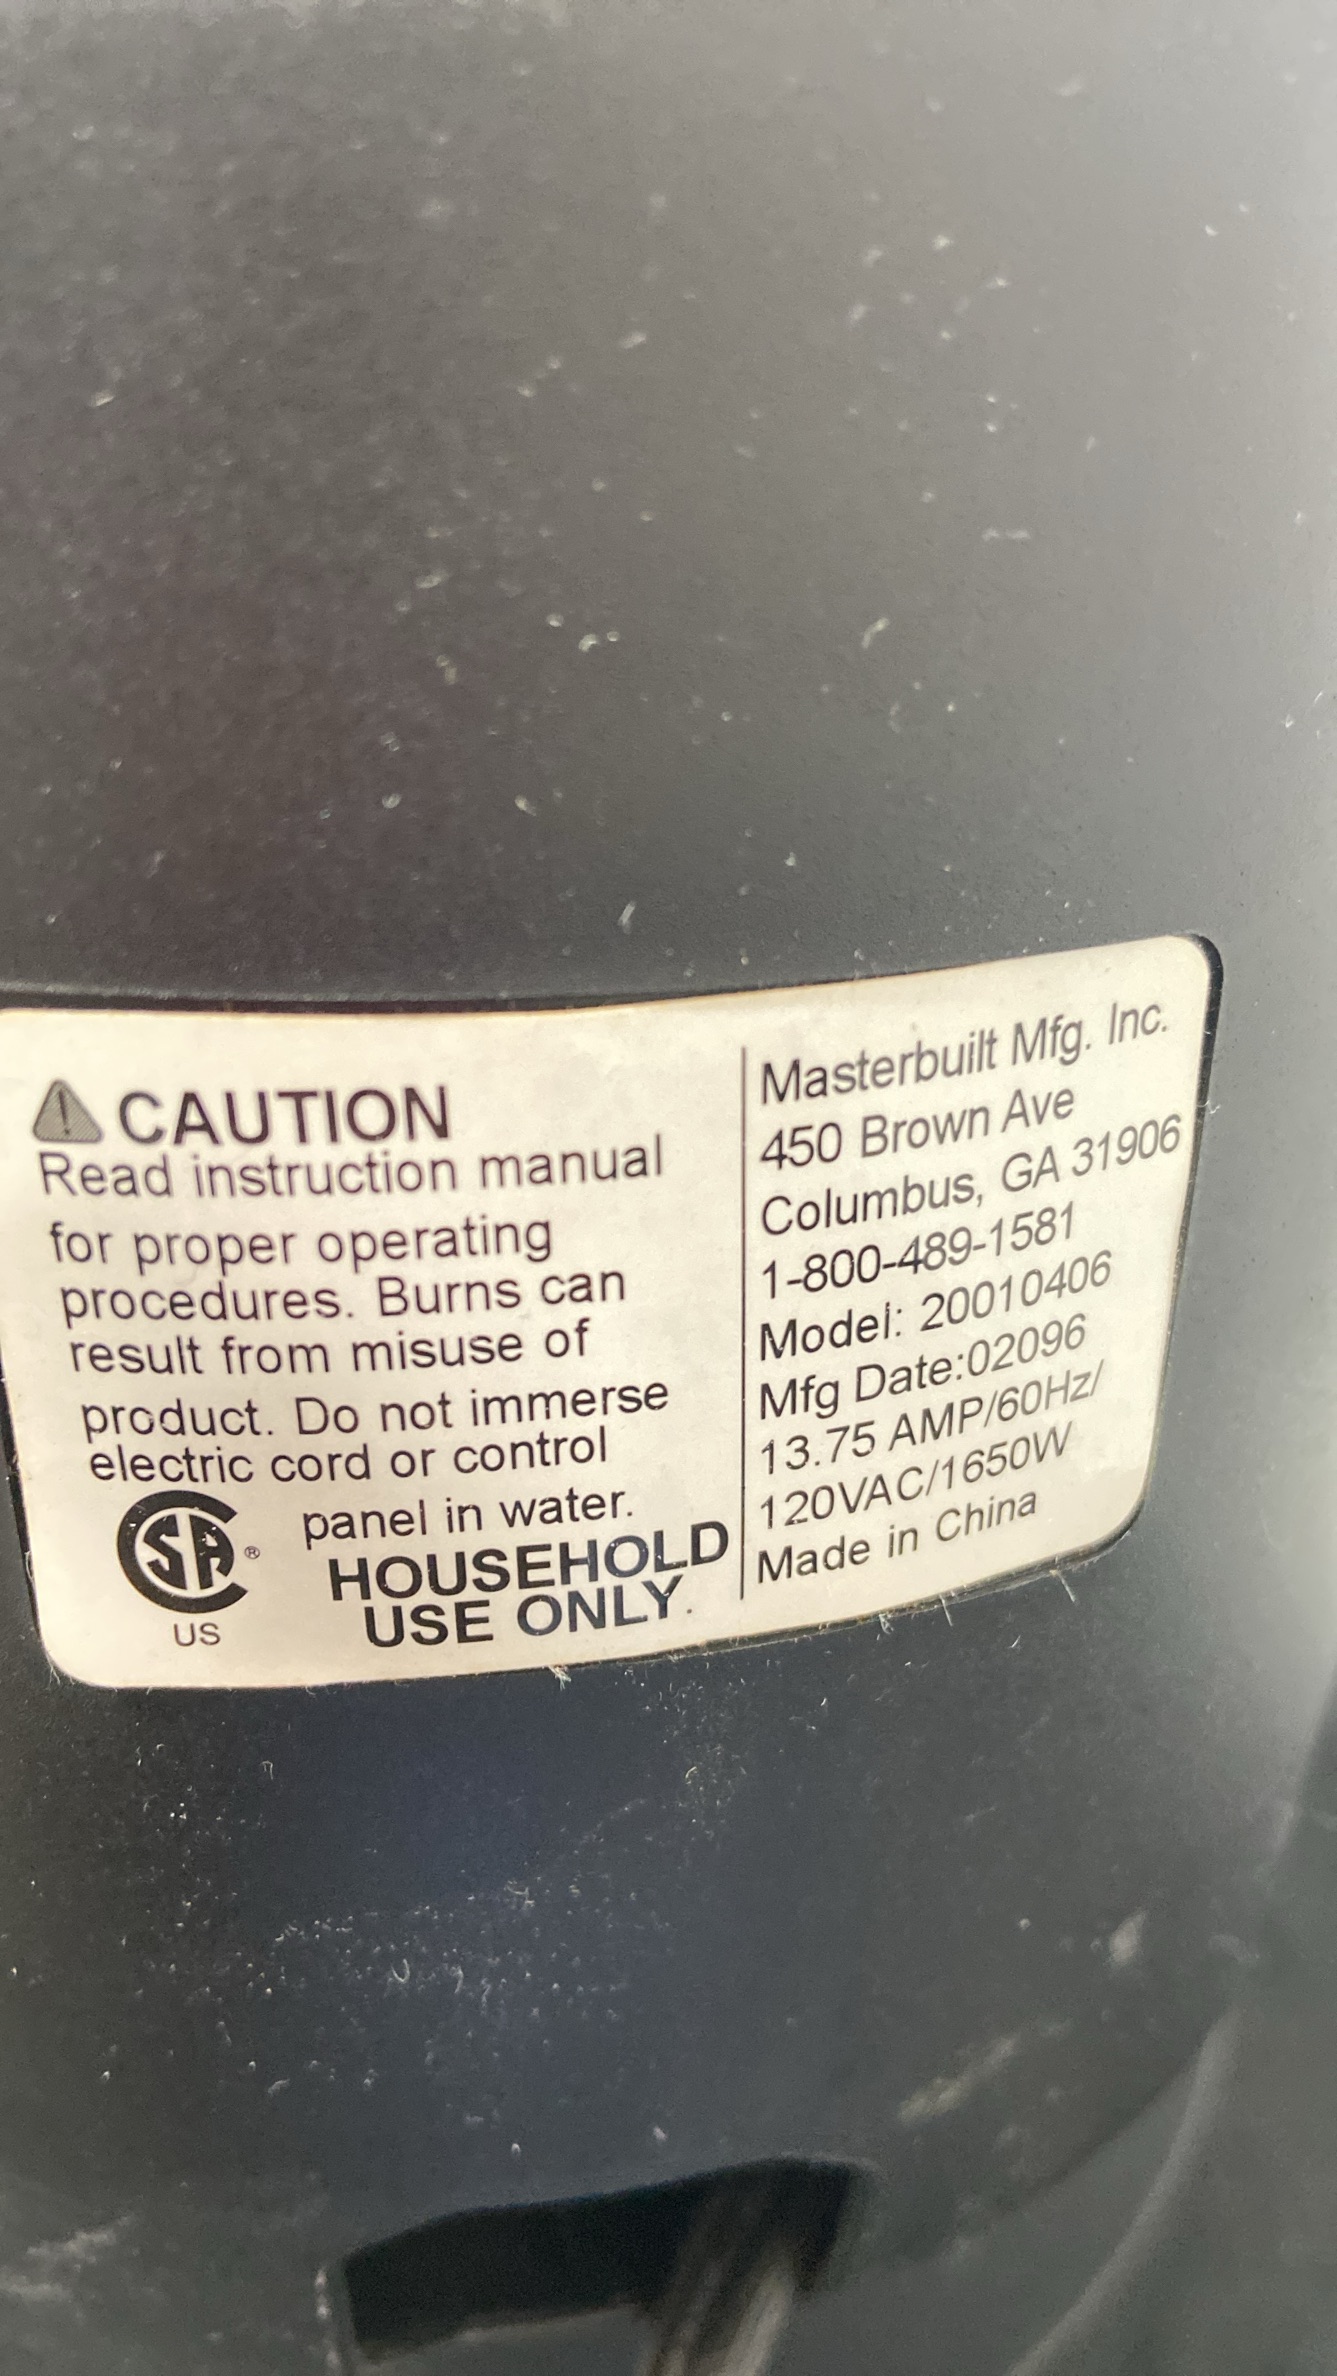 CAUTION
Read instruction manual
for proper operating
procedures. Burns can
result from misuse of
product. Do not immerse
electric cord or control
panel in water.
HOUSEHOLD
USE ONLY.
SA ®
US
Masterbuilt Mfg. Inc.
450 Brown Ave
Columbus, GA 31906
1-800-489-1581
Model: 20010406
Mfg Date:02096
13.75 AMP/60Hz/
120VAC/1650W
Made in China